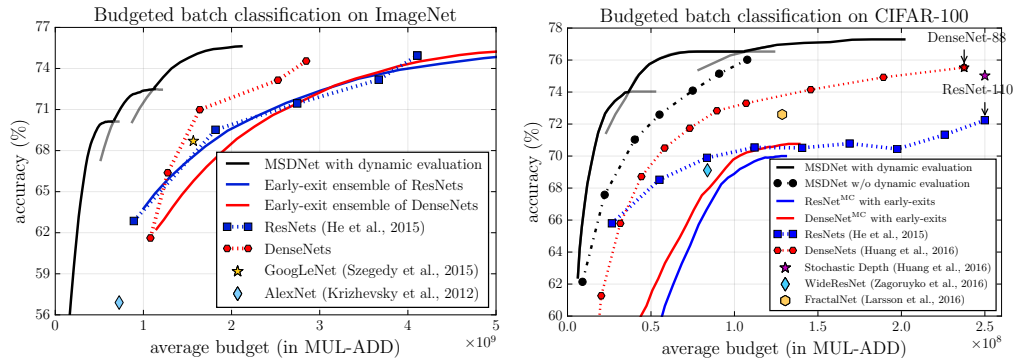 Budgeted batch classification on ImageNet
77
74
71
68
65
62
59
56
accuracy (%)
MSDNet with dynamic evaluation
Early-exit ensemble of ResNets
Early-exit ensemble of DenseNets
ResNets (He et al., 2015)
DenseNets
GoogLeNet (Szegedy et al., 2015)
AlexNet (Krizhevsky et al., 2012)
0 1 2 3 4 5
average budget (in MUL-ADD)
×10⁹
Budgeted batch classification on CIFAR-100
78
76
74
72
70
68
66
64
62
60
accuracy (%)
DenseNet-88
ResNet-110
MSDNet with dynamic evaluation
MSDNet w/o dynamic evaluation
ResNetᴹᶜ with early-exits
DenseNetᴹᶜ with early-exits
ResNets (He et al., 2015)
DenseNets (Huang et al., 2016)
Stochastic Depth (Huang et al., 2016)
WideResNet (Zagoruyko et al., 2016)
FractalNet (Larsson et al., 2016)
0.0 0.5 1.0 1.5 2.0 2.5
average budget (in MUL-ADD)
×10⁸